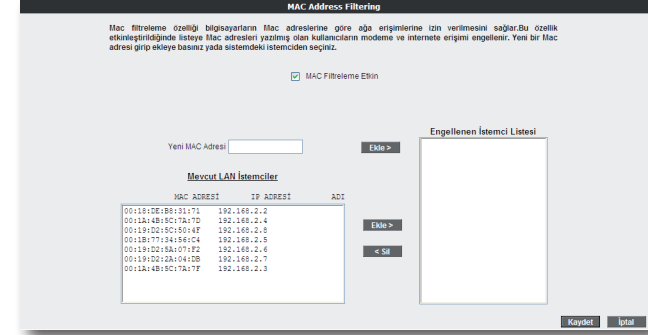 MAC Address Filtering
Mac filtreleme özelliği bilgisayarların Mac adreslerine göre ağa erişimlerine izin verilmesini sağlar.Bu özellik
etkinleştirildiğinde listeye Mac adresleri yazılmış olan kullanıcıların modeme ve internete erişimi engellenir. Yeni bir Mac
adresi girip ekleye basınız yada sistemdeki istemciden seçiniz.
MAC Filtreleme Etkin
Engellenen İstemci Listesi
Yeni MAC Adresi
Ekle >
Mevcut LAN İstemciler
MAC ADRESİ IP ADRESİ ADI
00:18:DE:B8:31:71 192.168.2.2
00:1A:4B:5C:7A:7D 192.168.2.4
00:19:D2:5C:50:4F 192.168.2.8
00:1B:77:34:56:C4 192.168.2.5
00:19:D2:5A:07:F2 192.168.2.6
00:19:D2:2A:04:DB 192.168.2.7
00:1A:4B:5C:7A:7F 192.168.2.3
Ekle >
< Sil
Kaydet İptal